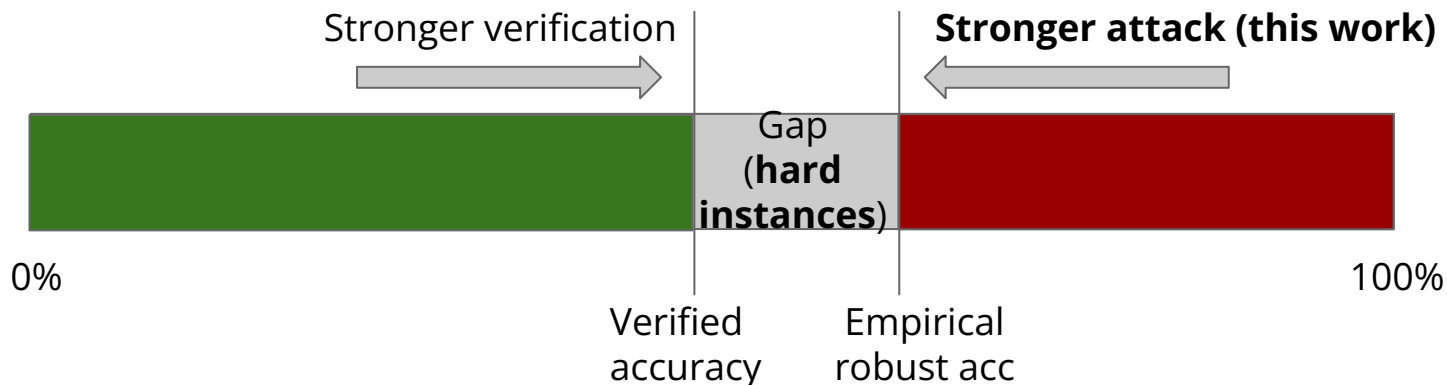 Stronger verification
Stronger attack (this work)
Gap
(hard
instances)
0%
100%
Verified
accuracy
Empirical
robust acc